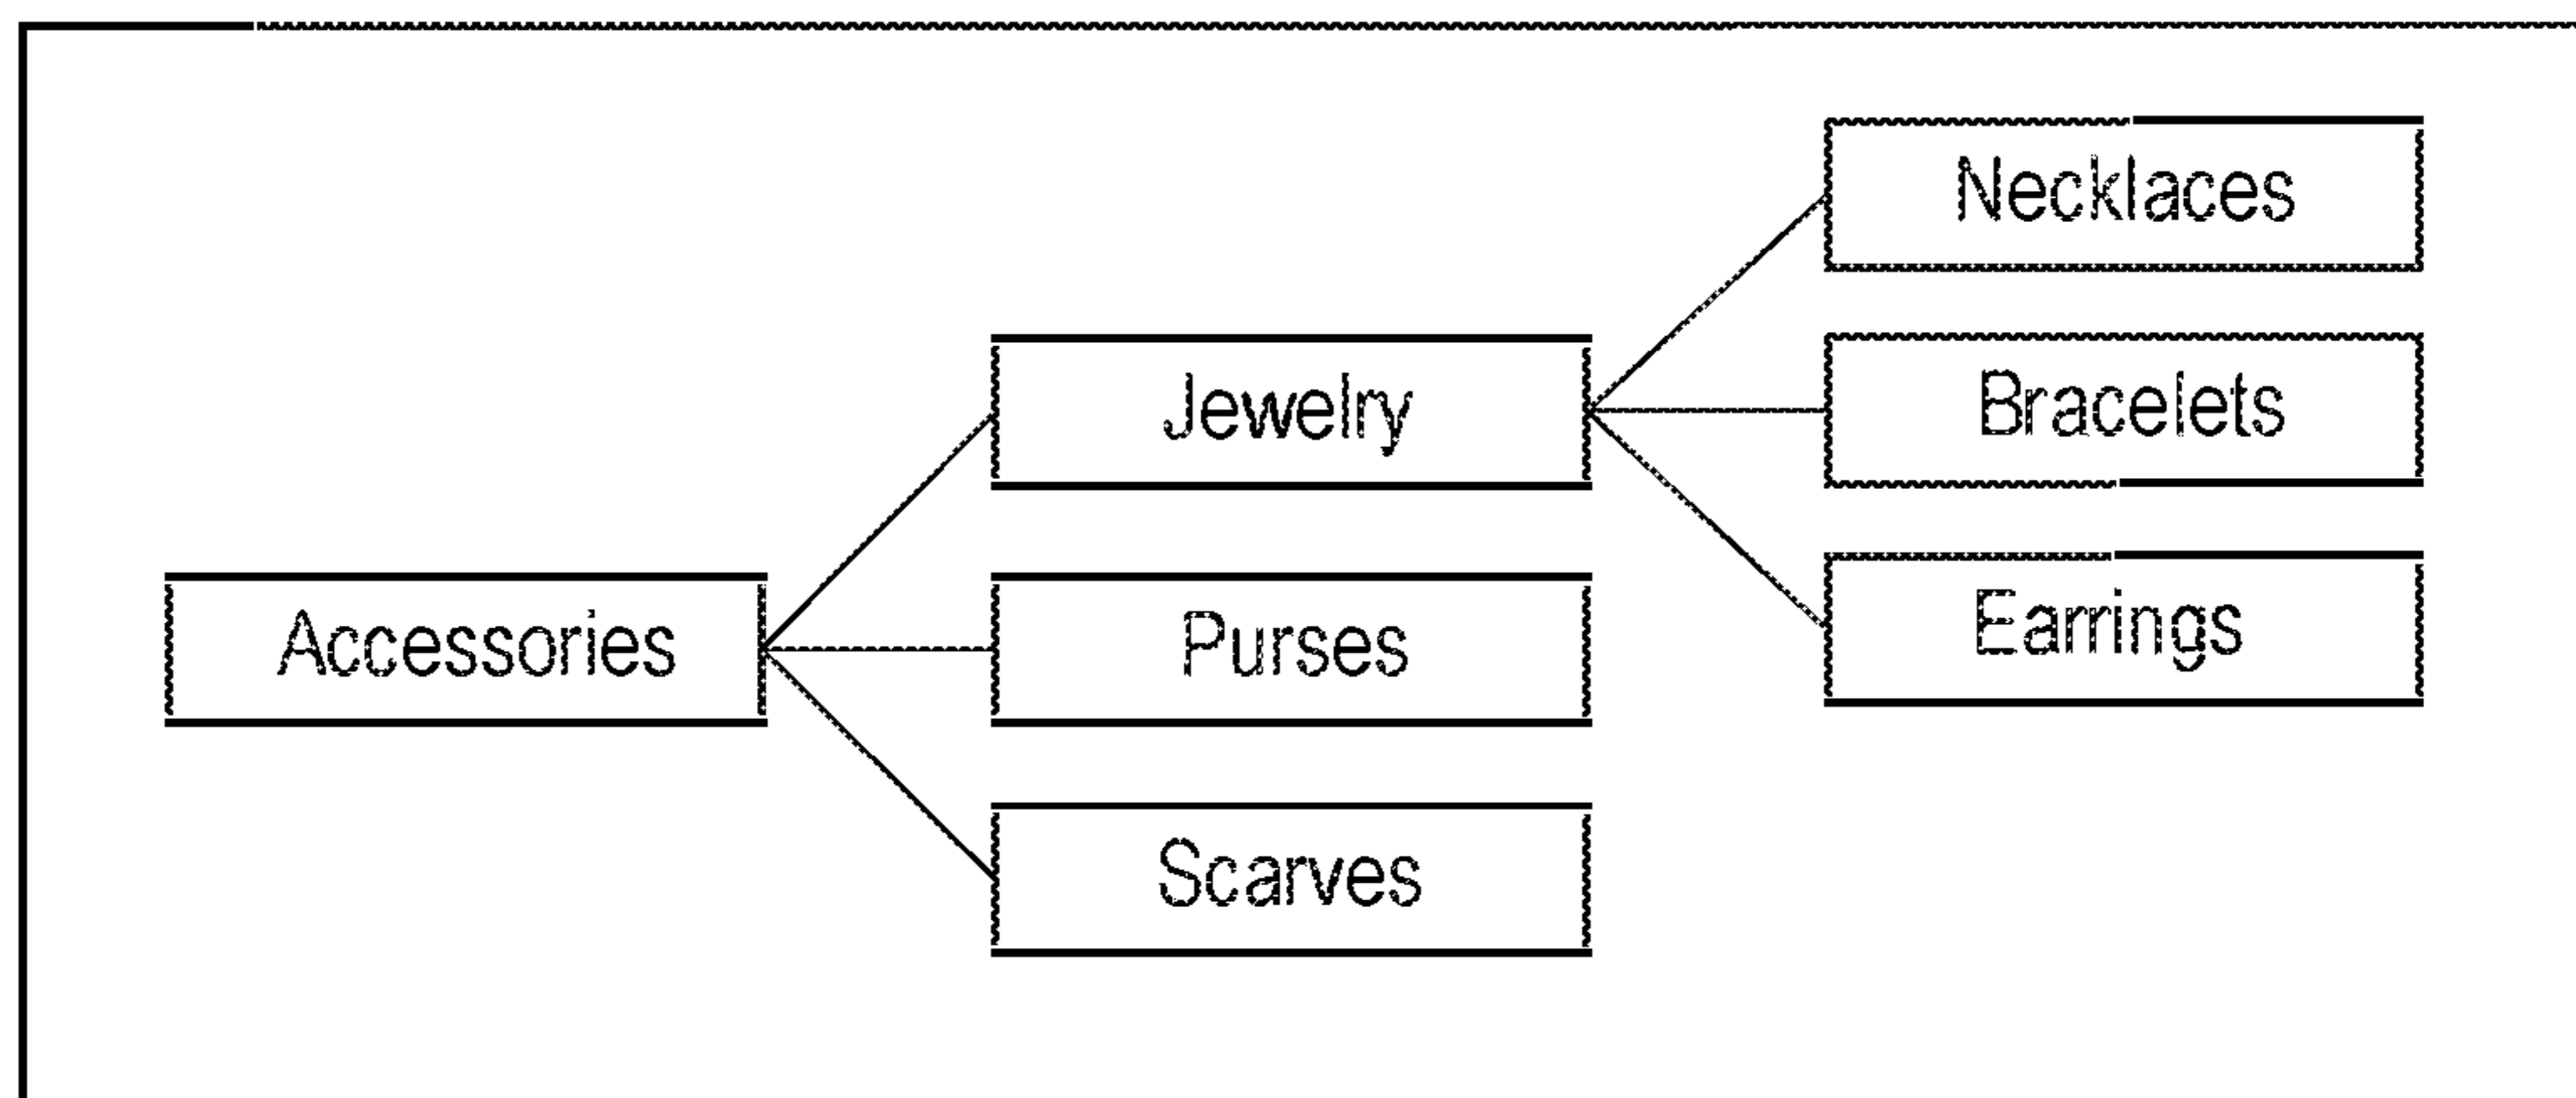 Necklaces
Jewelry
Bracelets
Accessories
Purses
Earrings
Scarves